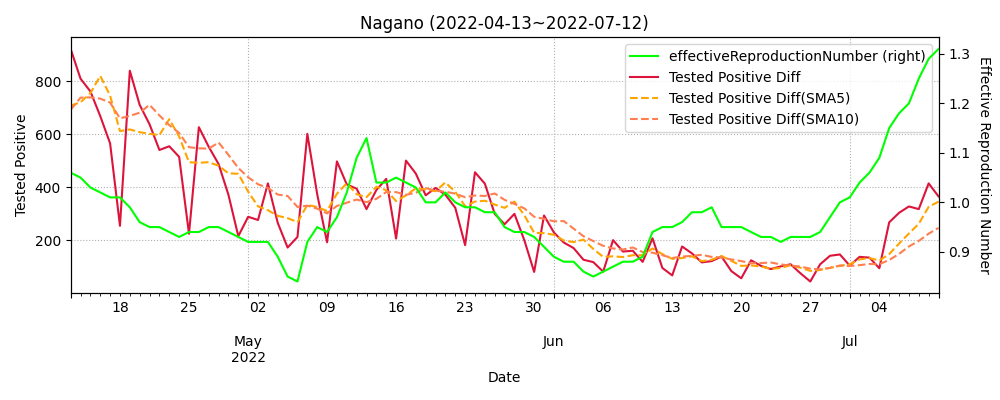 Nagano (2022-04-13~2022-07-12)
effectiveReproductionNumber (right)
Tested Positive Diff
Tested Positive Diff(SMA5)
Tested Positive Diff(SMA10)
Tested Positive
800
600
400
200
1.3
1.2
1.1
1.0
0.9
Effective Reproduction Number
18 25 02 09 16 23 30 06 13 20 27 04
May Jun Jul
2022
Date